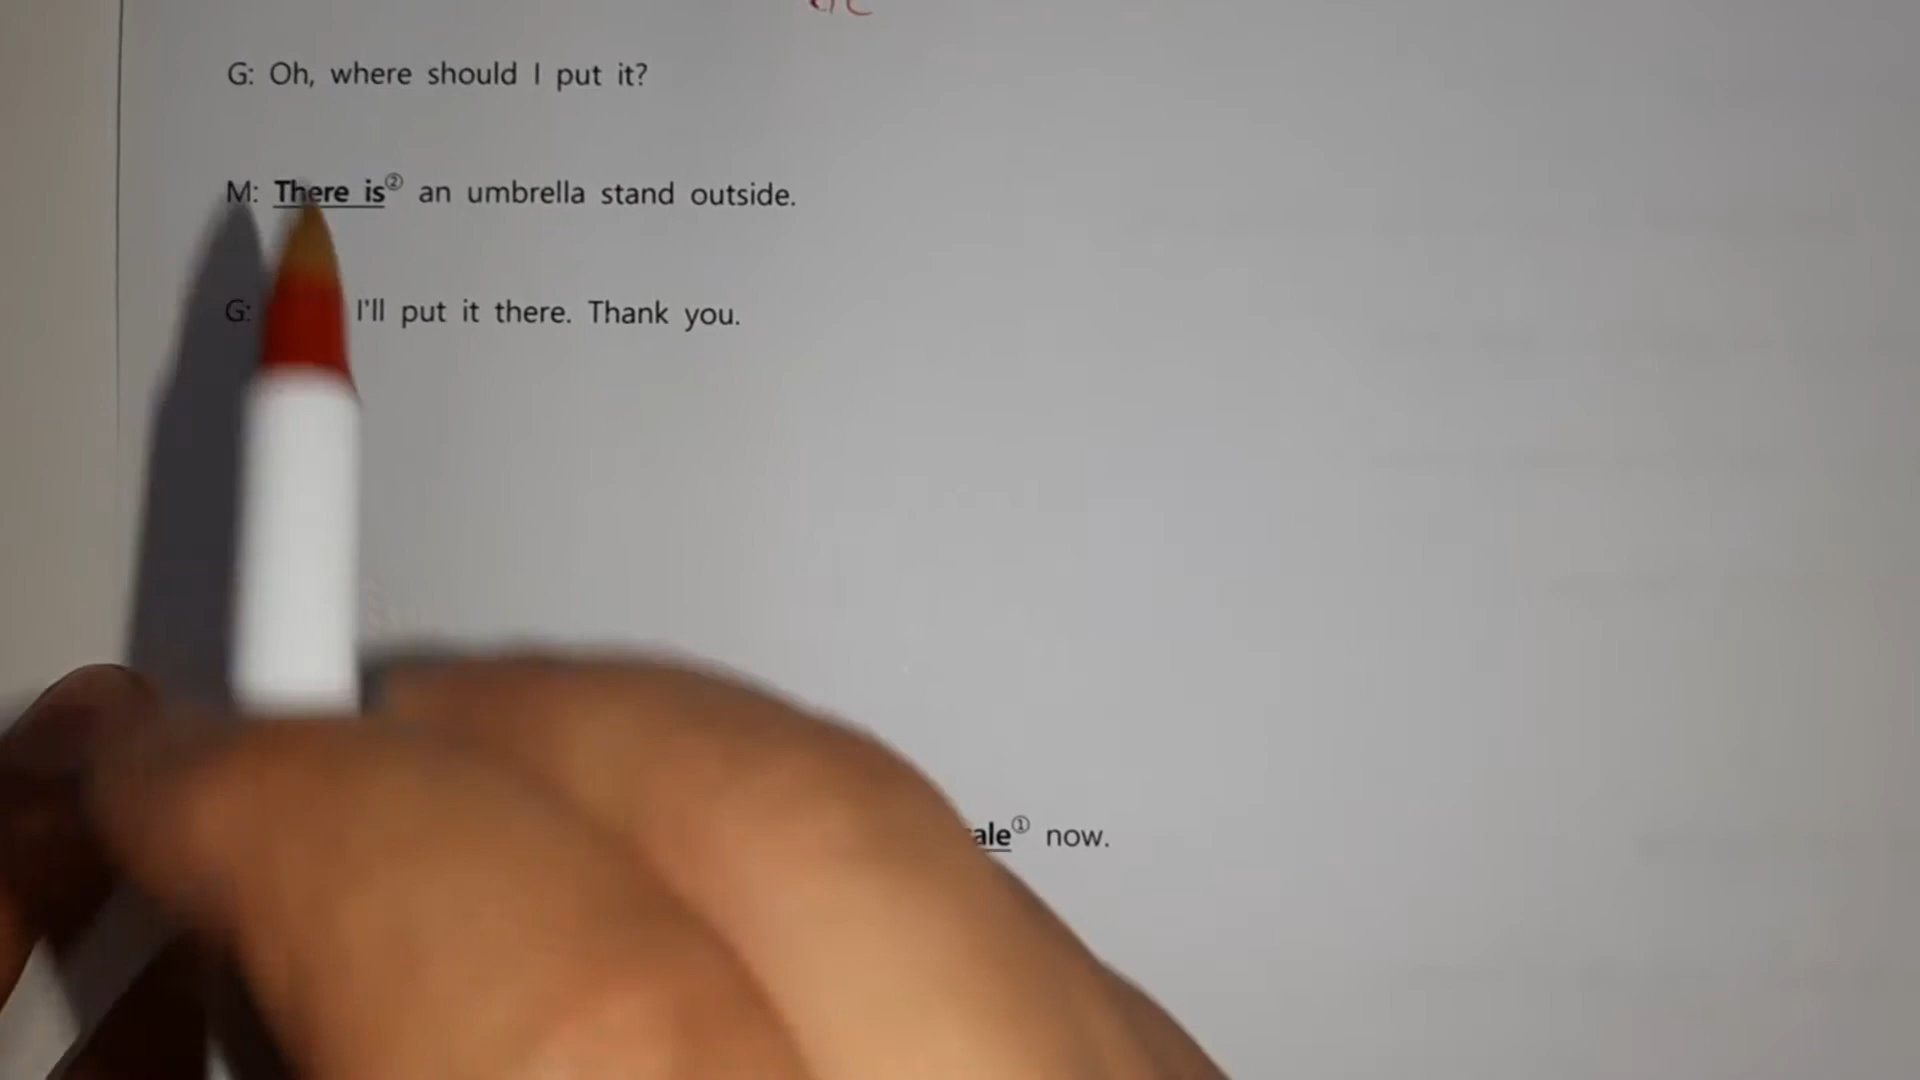 G: Oh, where should I put it?
M: There is② an umbrella stand outside.
G: I'll put it there. Thank you.
ale① now.